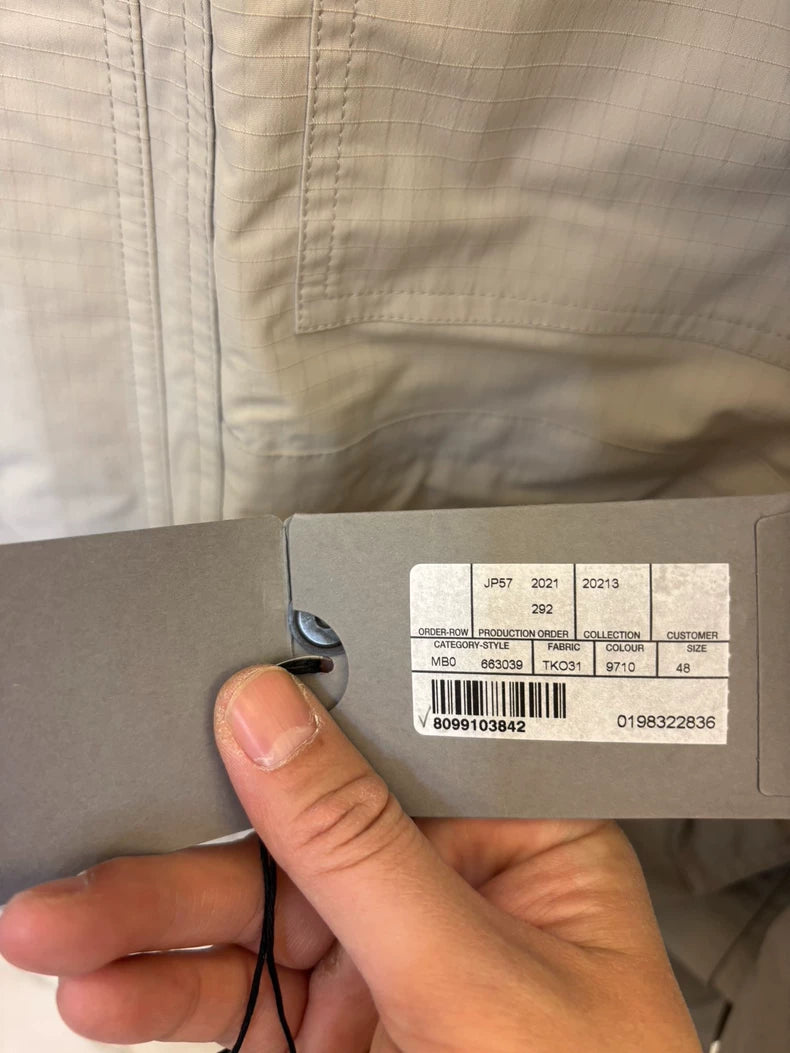 JP57 2021 20213
292
ORDER-ROW PRODUCTION ORDER COLLECTION CUSTOMER
CATEGORY-STYLE FABRIC COLOUR SIZE
MB0 663039 TKO31 9710 48
8099103842 0198322836